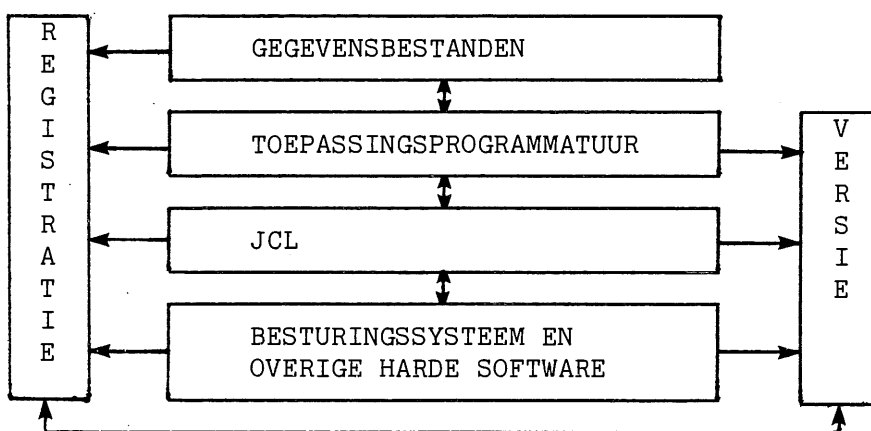 REGISTRATIE
GEGEVENSBESTANDEN
TOEPASSINGSPROGRAMMATUUR
JCL
BESTURINGSSYSTEEM EN
OVERIGE HARDE SOFTWARE
VERSIE